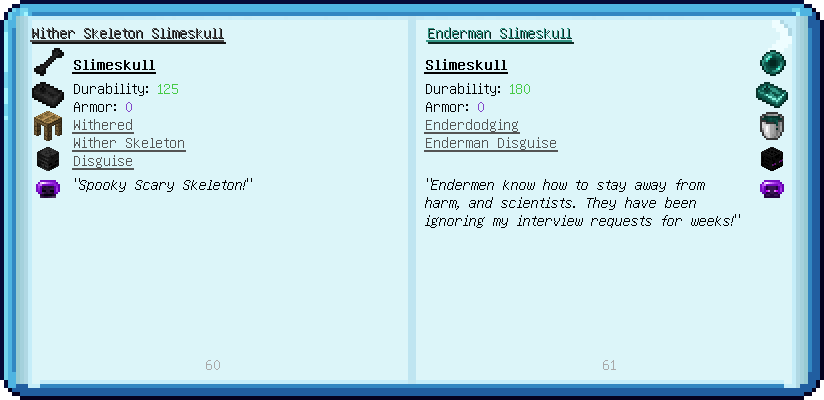 Wither Skeleton Slimeskull
Slimeskull
Durability: 125
Armor: 0
Withered
Wither Skeleton
Disguise
"Spooky Scary Skeleton!"
60
Enderman Slimeskull
Slimeskull
Durability: 180
Armor: 0
Enderdodging
Enderman Disguise
"Endermen know how to stay away from
harm, and scientists. They have been
ignoring my interview requests for weeks!"
61